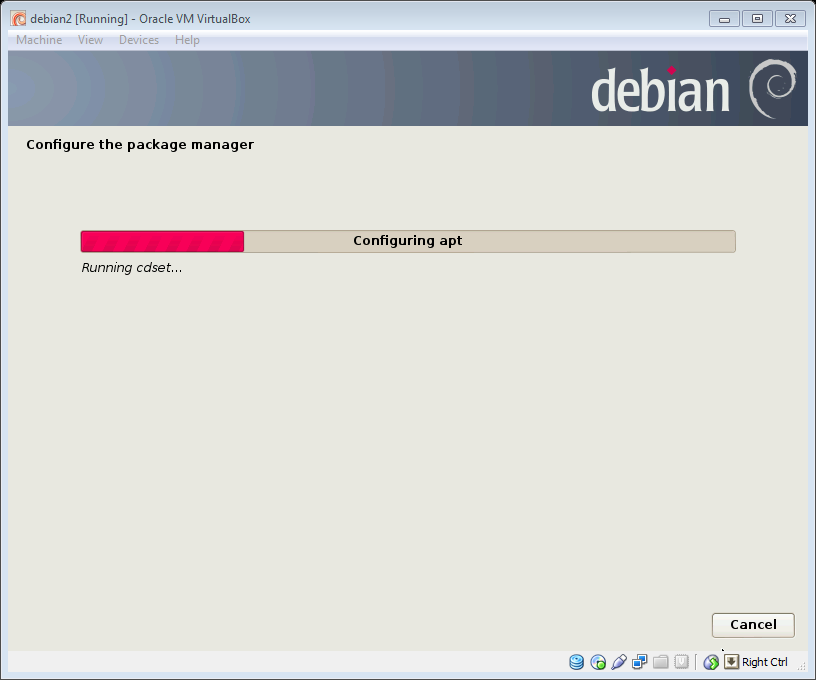 debian2 [Running] - Oracle VM VirtualBox
Machine View Devices Help
debian
Configure the package manager
Configuring apt
Running cdset...
Cancel
Right Ctrl